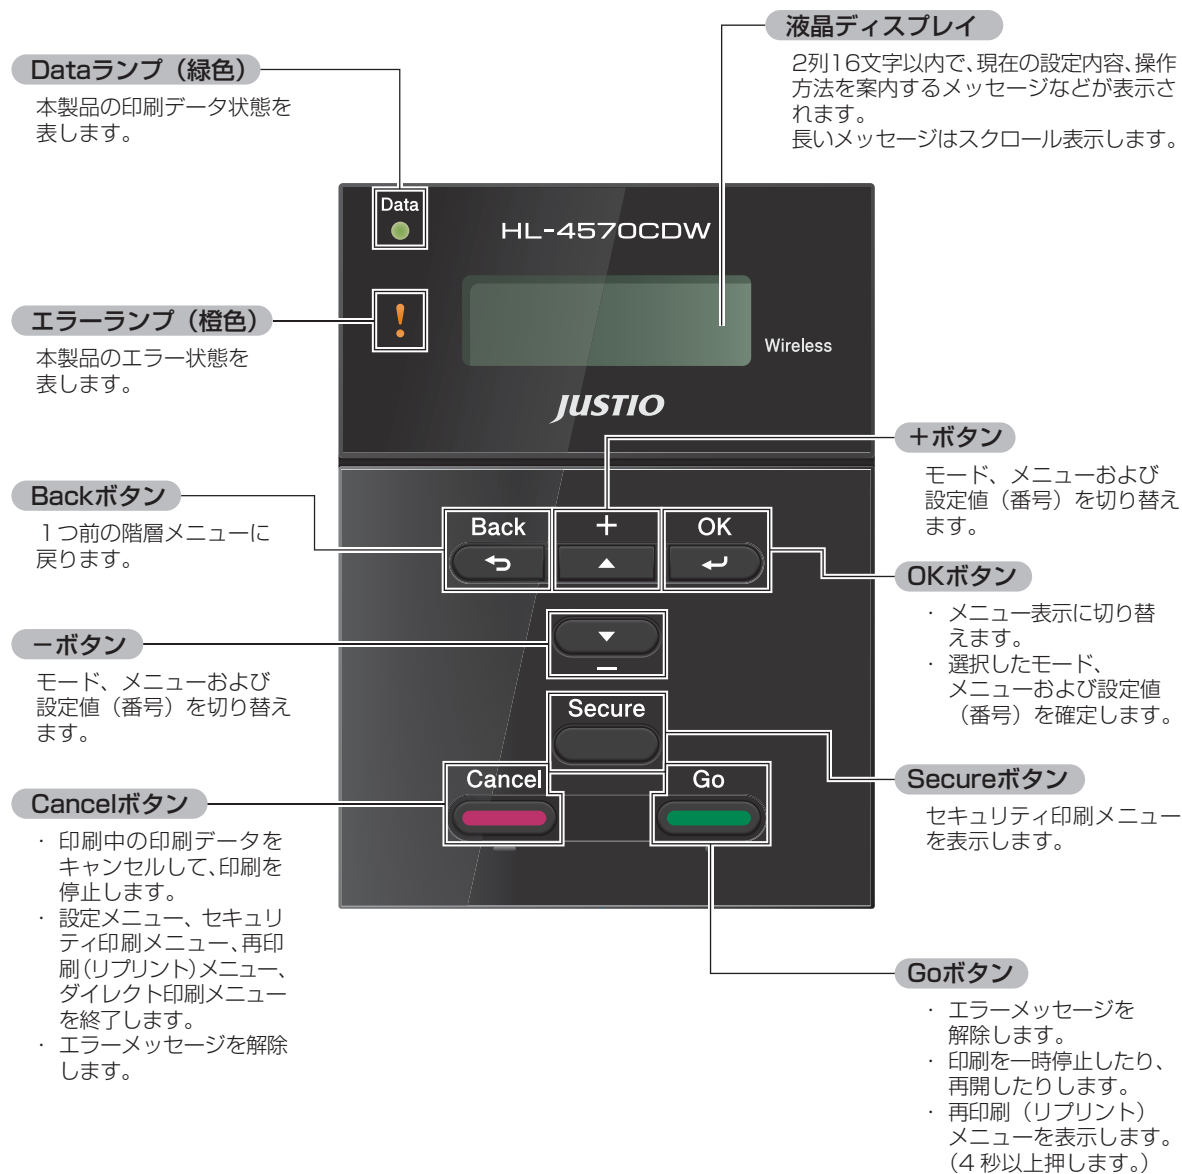 液晶ディスプレイ
2列16文字以内で、現在の設定内容、操作
方法を案内するメッセージなどが表示さ
れます。
長いメッセージはスクロール表示します。
Dataランプ（緑色）
本製品の印刷データ状態を
表します。
エラーランプ（橙色）
本製品のエラー状態を
表します。
Backボタン
１つ前の階層メニューに
戻ります。
－ボタン
モード、メニューおよび
設定値（番号）を切り替え
ます。
Cancelボタン
・ 印刷中の印刷データを
キャンセルして、印刷を
停止します。
・ 設定メニュー、セキュリ
ティ印刷メニュー、再印
刷（リプリント）メニュー、
ダイレクト印刷メニュー
を終了します。
・ エラーメッセージを解除
します。
Data
HL-4570CDW
!
Wireless
JUSTIO
Back
+
OK
－
Secure
Cancel
Go
＋ボタン
モード、メニューおよび
設定値（番号）を切り替え
ます。
OKボタン
・ メニュー表示に切り替
えます。
・ 選択したモード、
メニューおよび設定値
（番号）を確定します。
Secureボタン
セキュリティ印刷メニュー
を表示します。
Goボタン
・ エラーメッセージを
解除します。
・ 印刷を一時停止したり、
再開したりします。
・ 再印刷（リプリント）
メニューを表示します。
(4 秒以上押します。)